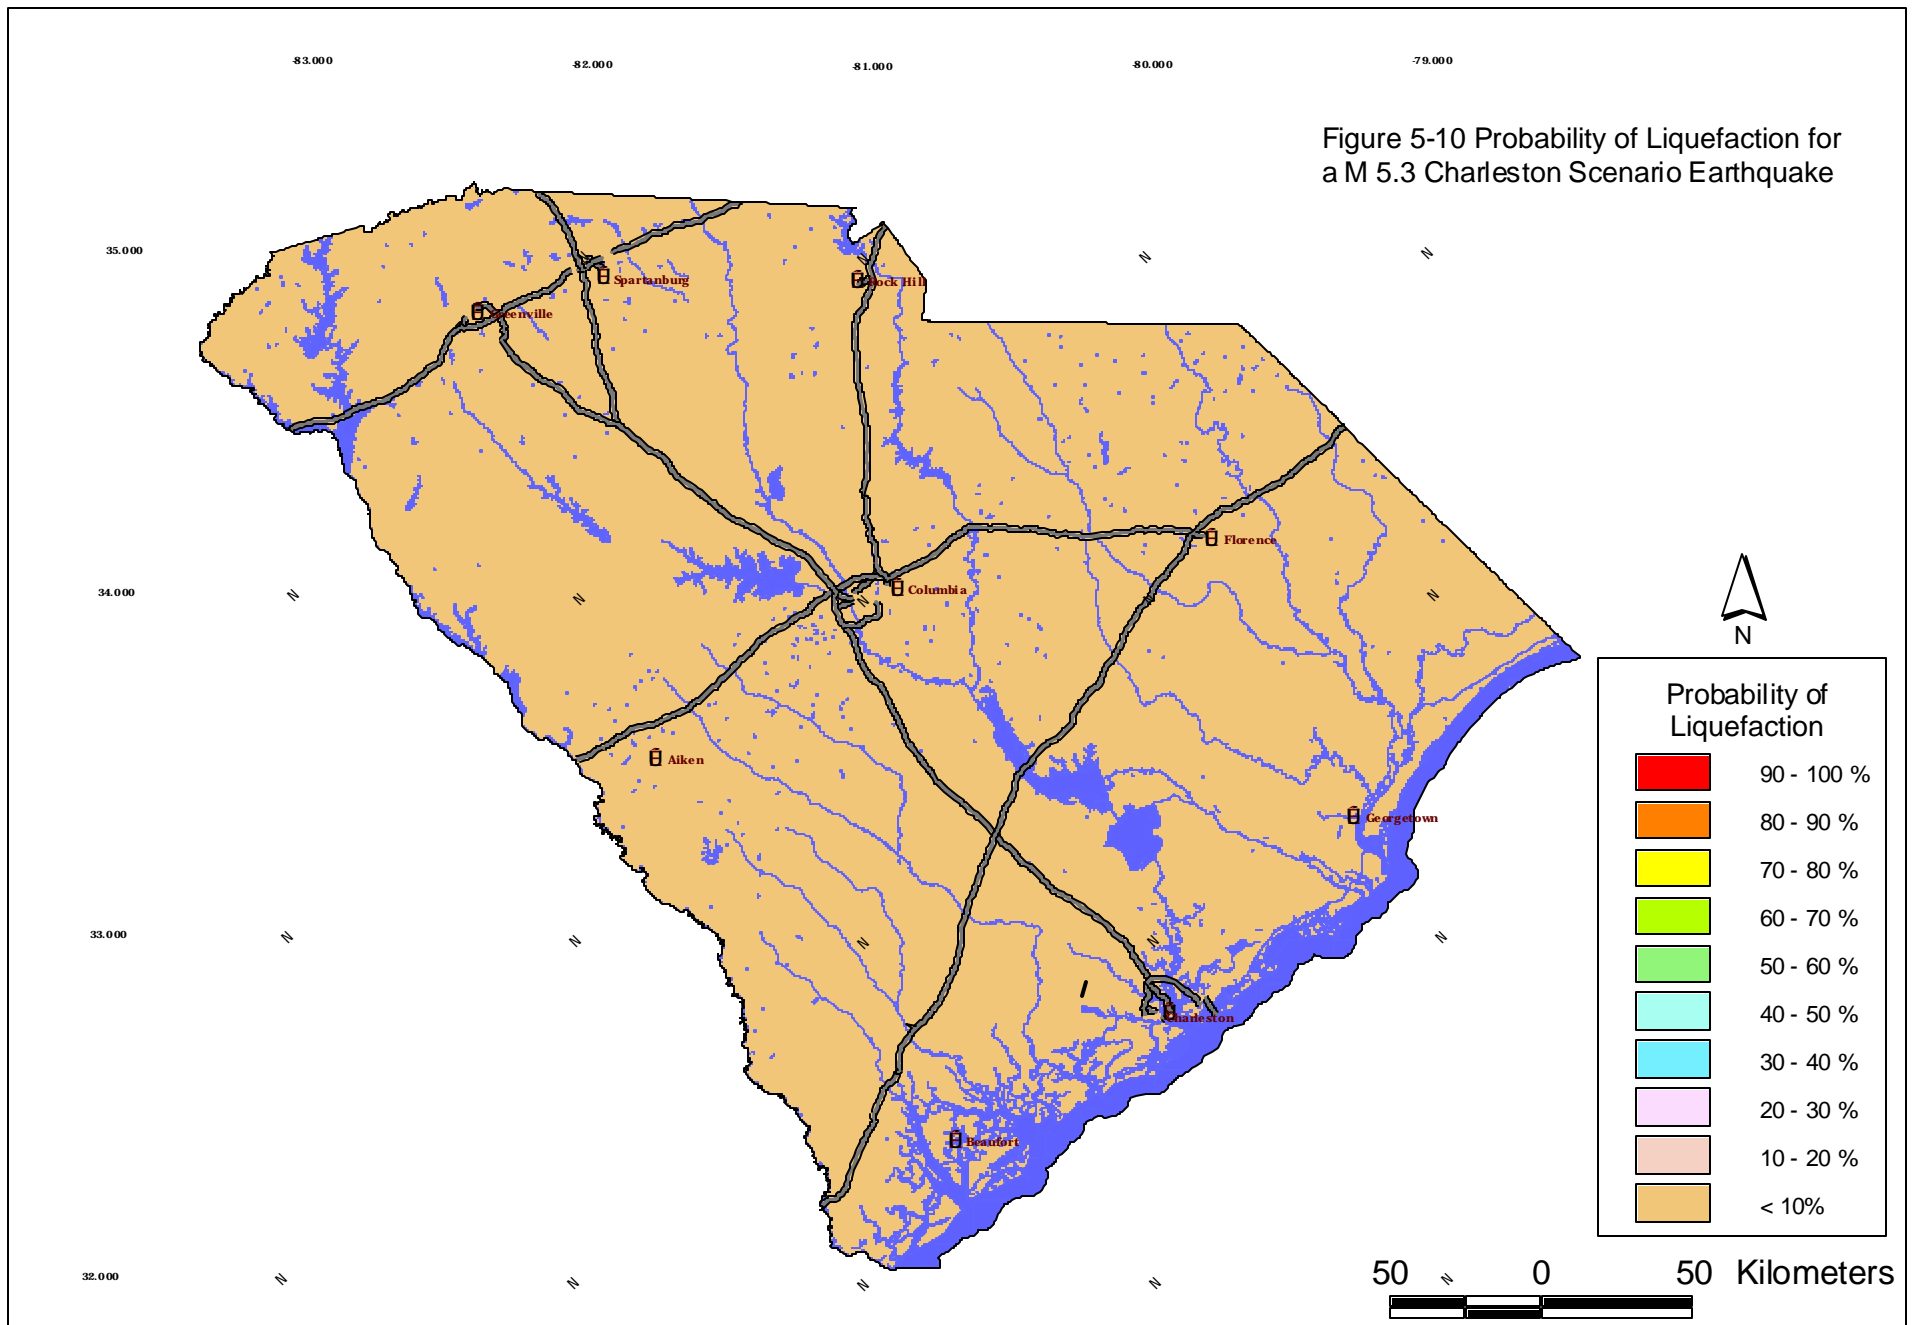 -83.000
-82.000
-81.000
-80.000
-79.000
Figure 5-10 Probability of Liquefaction for
a M 5.3 Charleston Scenario Earthquake
35.000
N
N
N
Spartanburg
Rock Hill
Greenville
Florence
34.000
N
N
N
N
Columbia
N
Aiken
Georgetown
33.000
N
N
N
N
N
Charleston
Beaufort
32.000
N
N
N
N
N
Probability of
Liquefaction
90 - 100 %
80 - 90 %
70 - 80 %
60 - 70 %
50 - 60 %
40 - 50 %
30 - 40 %
20 - 30 %
10 - 20 %
< 10%
50 0 50 Kilometers